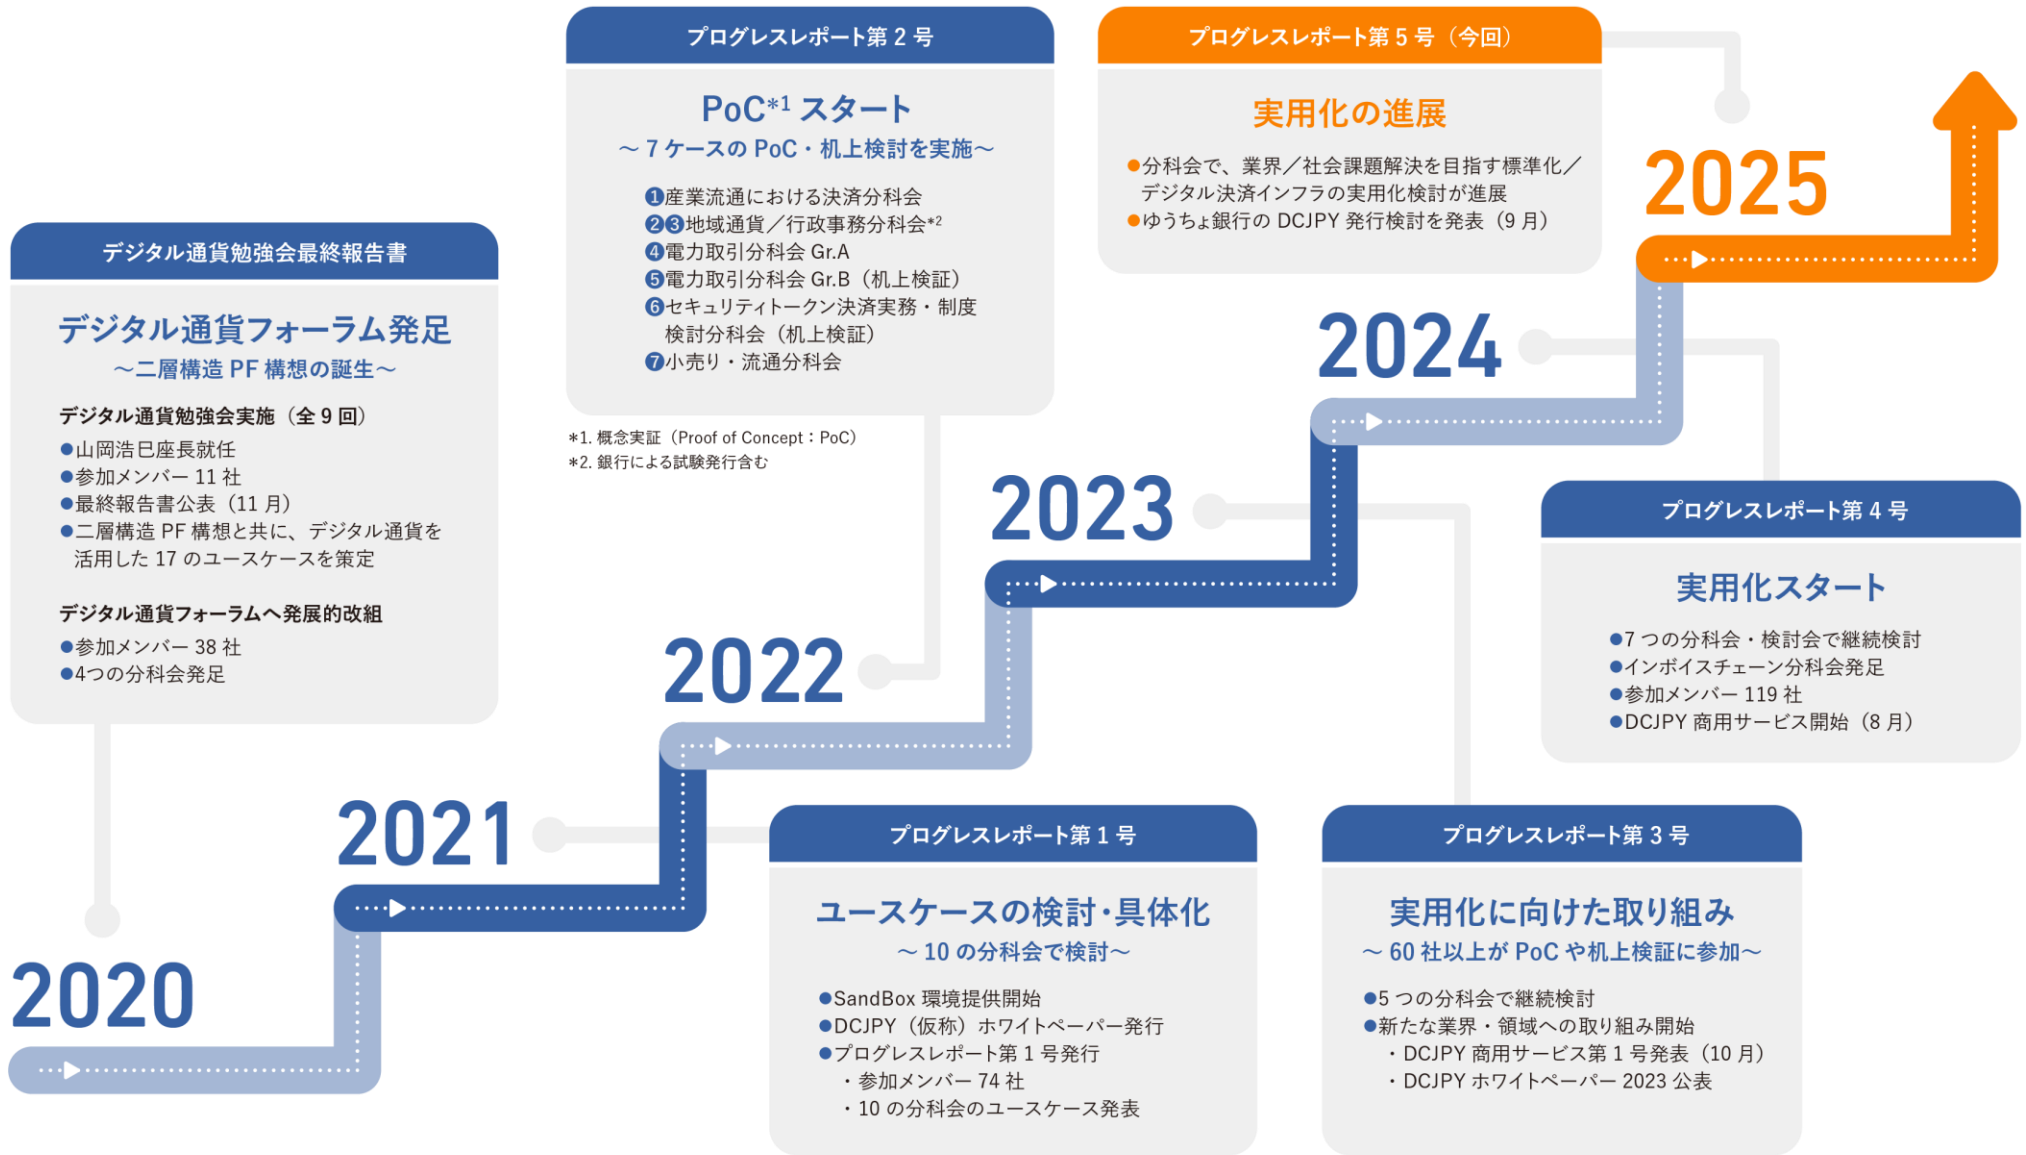 デジタル通貨勉強会最終報告書
デジタル通貨フォーラム発足
～二層構造 PF 構想の誕生～
デジタル通貨勉強会実施（全 9 回）
●山岡浩巳座長就任
●参加メンバー 11 社
●最終報告書公表（11 月）
●二層構造 PF 構想と共に、デジタル通貨を
活用した 17 のユースケースを策定
デジタル通貨フォーラムへ発展的改組
●参加メンバー 38 社
●4つの分科会発足
2020
2021
プログレスレポート第 1 号
ユースケースの検討・具体化
～ 10 の分科会で検討～
●SandBox 環境提供開始
●DCJPY（仮称）ホワイトペーパー発行
●プログレスレポート第 1 号発行
・参加メンバー 74 社
・10 の分科会のユースケース発表
プログレスレポート第 2 号
PoC*1 スタート
～ 7 ケースの PoC・机上検討を実施～
❶産業流通における決済分科会
❷❸地域通貨／行政事務分科会*2
❹電力取引分科会 Gr.A
❺電力取引分科会 Gr.B（机上検証）
❻セキュリティトークン決済実務・制度
検討分科会（机上検証）
❼小売り・流通分科会
*1. 概念実証（Proof of Concept：PoC）
*2. 銀行による試験発行含む
2022
2023
プログレスレポート第 3 号
実用化に向けた取り組み
～ 60 社以上が PoC や机上検証に参加～
●5 つの分科会で継続検討
●新たな業界・領域への取り組み開始
・DCJPY 商用サービス第 1 号発表（10 月）
・DCJPY ホワイトペーパー 2023 公表
2024
プログレスレポート第 4 号
実用化スタート
●7 つの分科会・検討会で継続検討
●インボイスチェーン分科会発足
●参加メンバー 119 社
●DCJPY 商用サービス開始（8 月）
プログレスレポート第 5 号（今回）
実用化の進展
●分科会で、業界／社会課題解決を目指す標準化／
デジタル決済インフラの実用化検討が進展
●ゆうちょ銀行の DCJPY 発行検討を発表（9 月）
2025